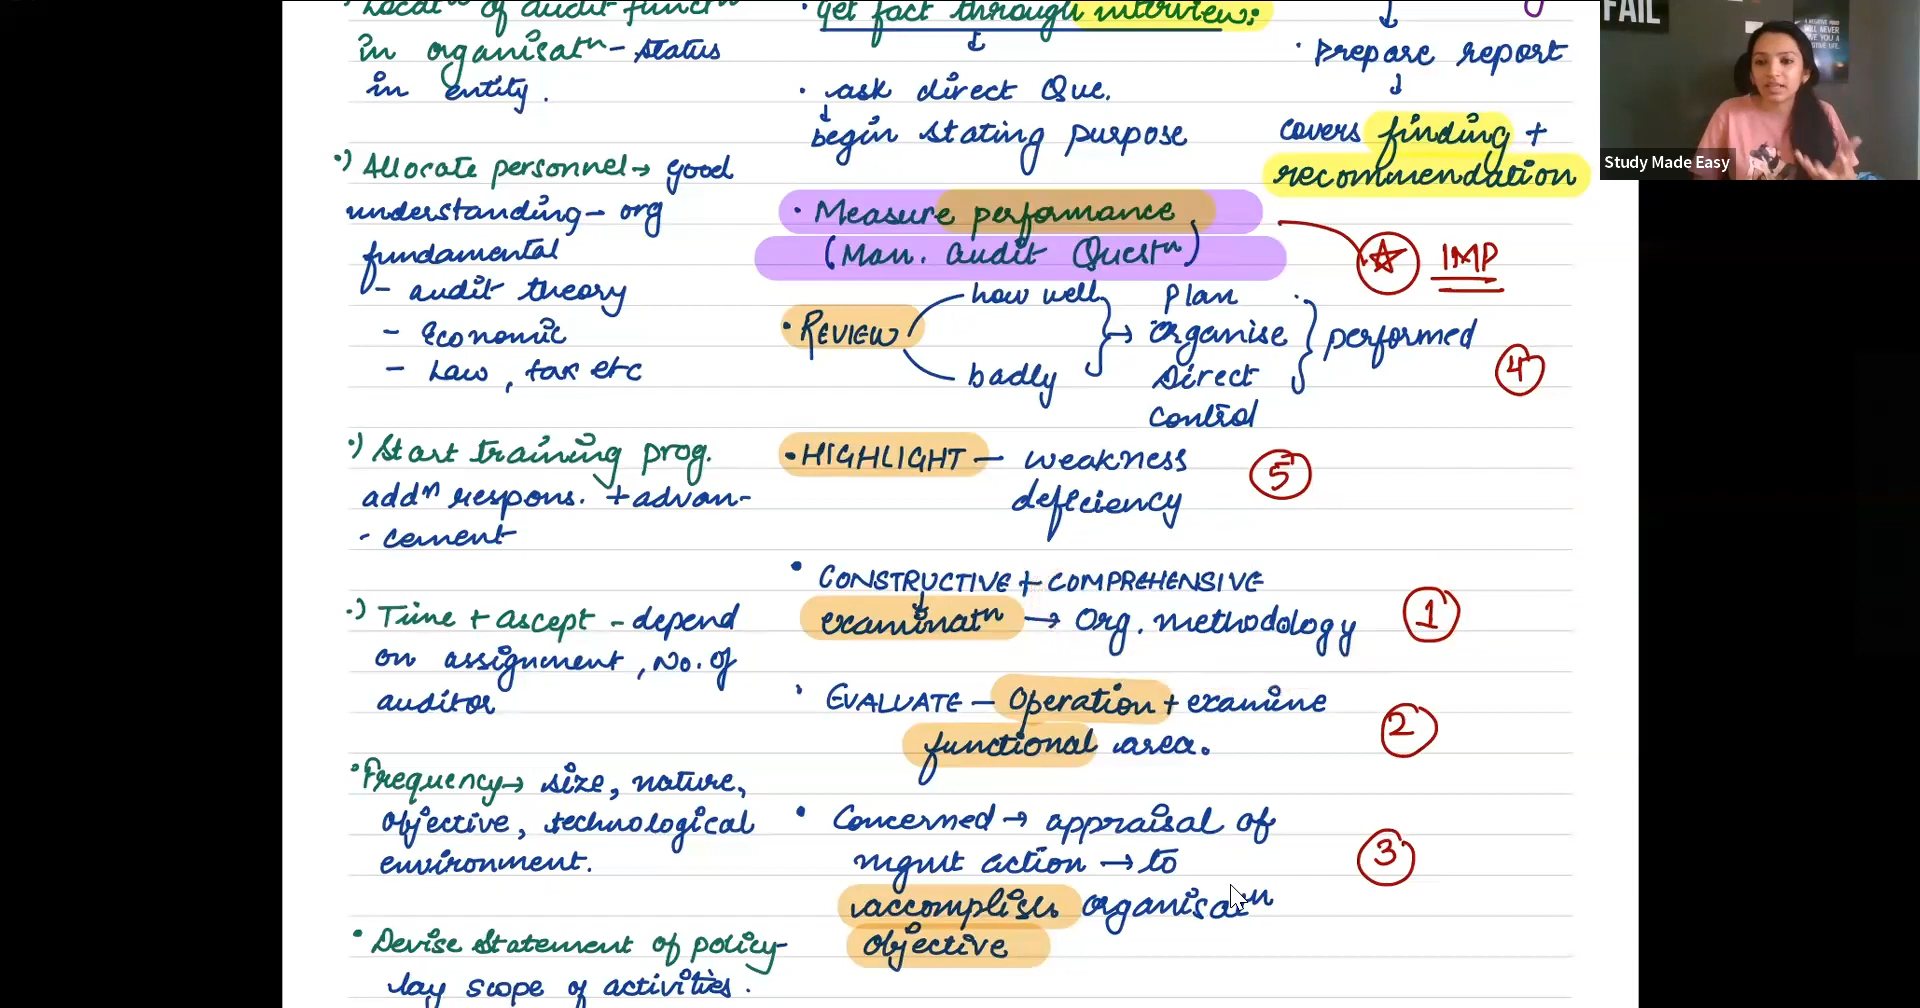 Locatn of audit functn
in organisatn - status
in entity.
•) Allocate personnel → good
understanding - org
fundamental
- audit theory
- Economic
- Law, tax etc
•) Start training prog.
addn respons. + advan-
- cement
•) Time + ascept - depend
on assignment, No. of
auditor
• Frequency → size, nature,
objective, technological
environment.
• Devise statement of policy -
lay scope of activities.
• get fact through interview:
• ask direct Que.
begin stating purpose
• Measure performance
(Man. audit Questn)
• REVIEW
how well
badly
Plan
Organise
Direct
Control
performed
4
• HIGHLIGHT - weakness
deficiency
5
• CONSTRUCTIVE + COMPREHENSIVE
examinatn → Org. methodology
1
• EVALUATE - Operation + examine
functional area.
2
• Concerned → appraisal of
mgmt action → to
accomplish organisatn
objective
3
• Prepare report
covers finding +
recommendation
IMP
FAIL
Study Made Easy